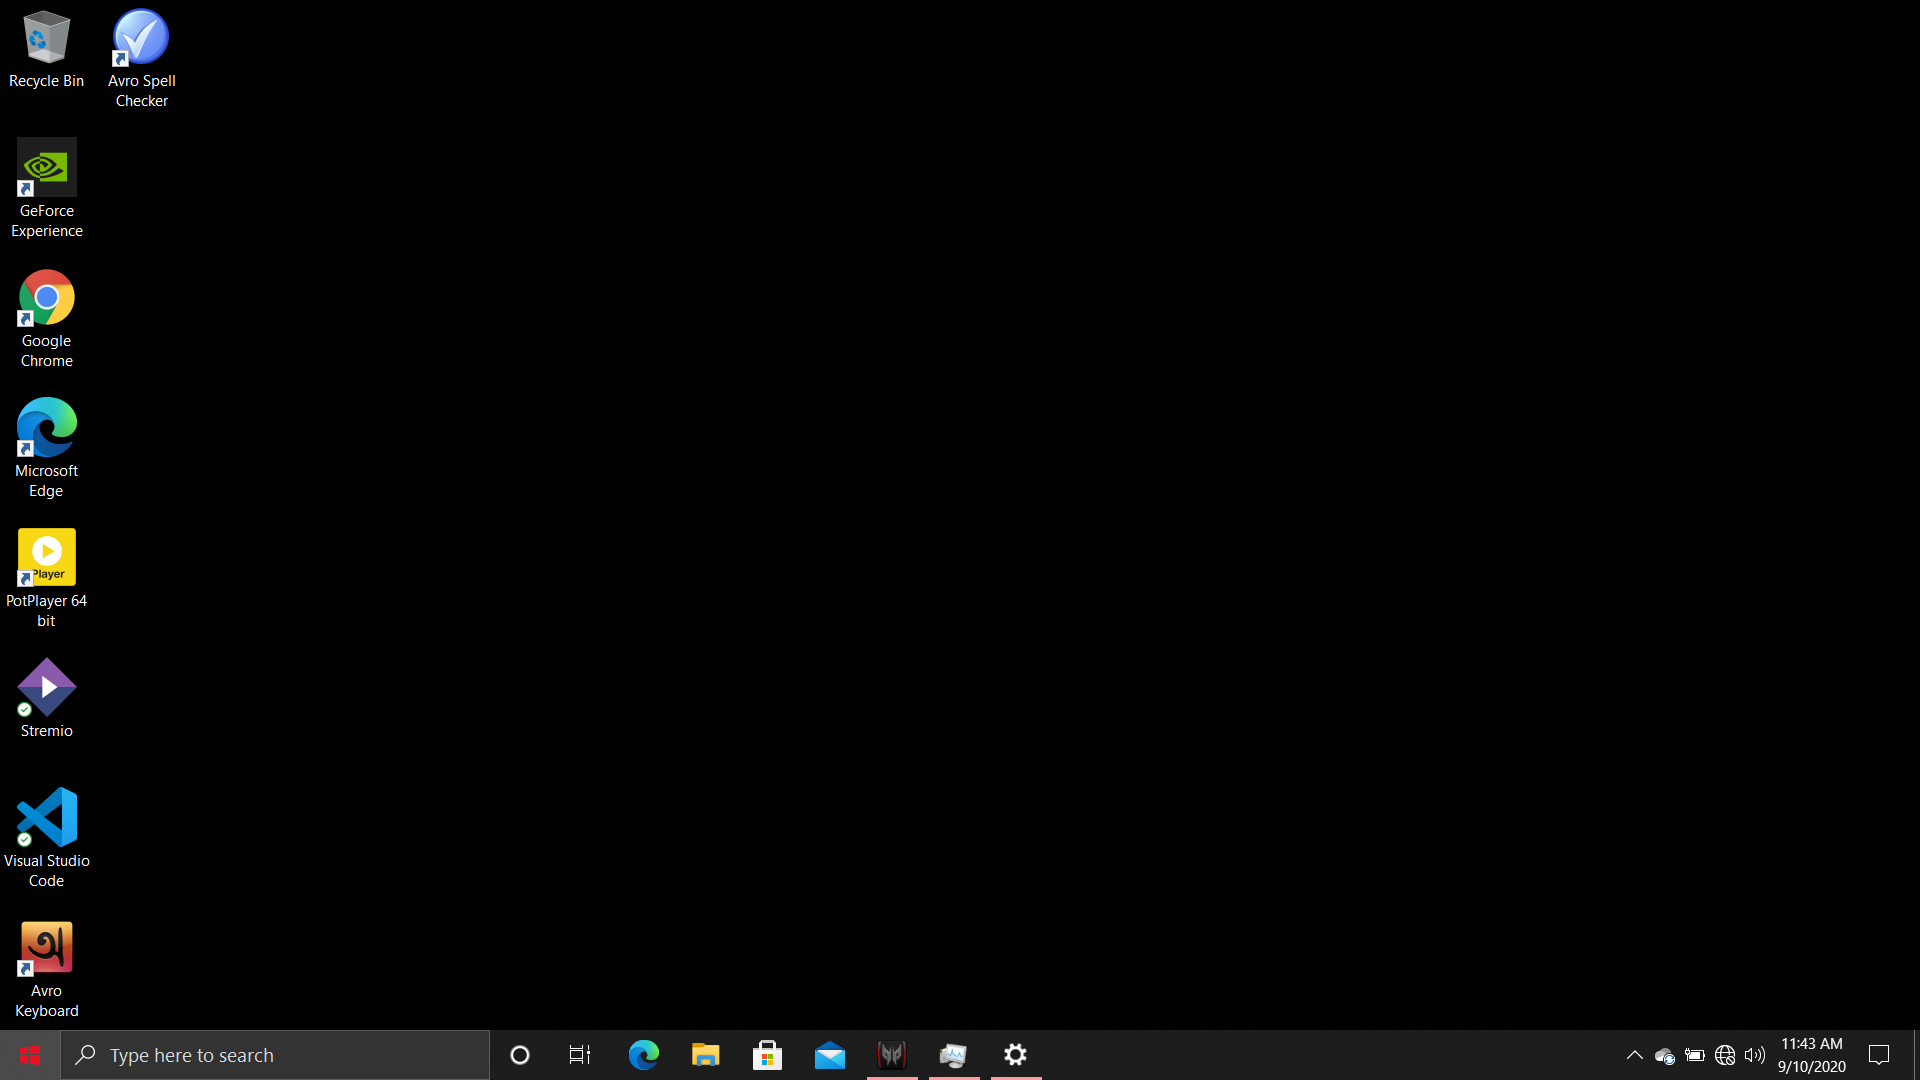 Recycle Bin
Avro Spell
Checker
GeForce
Experience
Google
Chrome
Microsoft
Edge
Player
PotPlayer 64
bit
Stremio
Visual Studio
Code
অ
Avro
Keyboard
Type here to search
11:43 AM
9/10/2020